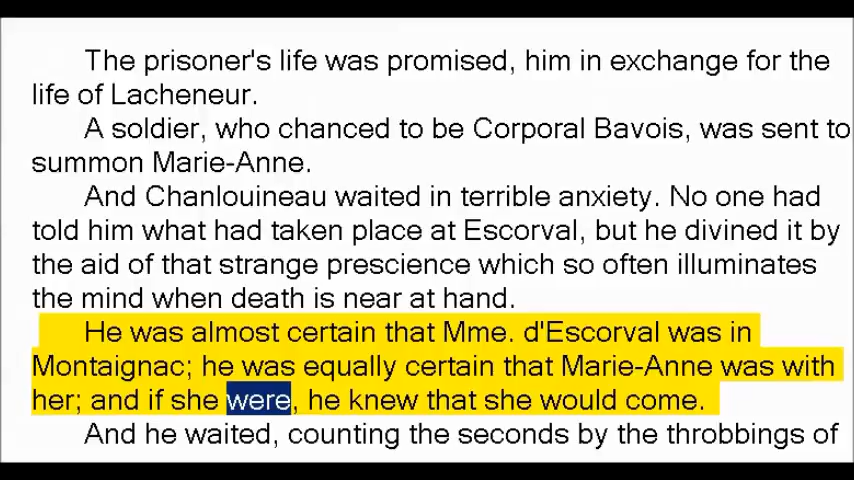 The prisoner's life was promised, him in exchange for the
life of Lacheneur.
A soldier, who chanced to be Corporal Bavois, was sent to
summon Marie-Anne.
And Chanlouineau waited in terrible anxiety. No one had
told him what had taken place at Escorval, but he divined it by
the aid of that strange prescience which so often illuminates
the mind when death is near at hand.
He was almost certain that Mme. d'Escorval was in
Montaignac; he was equally certain that Marie-Anne was with
her; and if she were, he knew that she would come.
And he waited, counting the seconds by the throbbings of